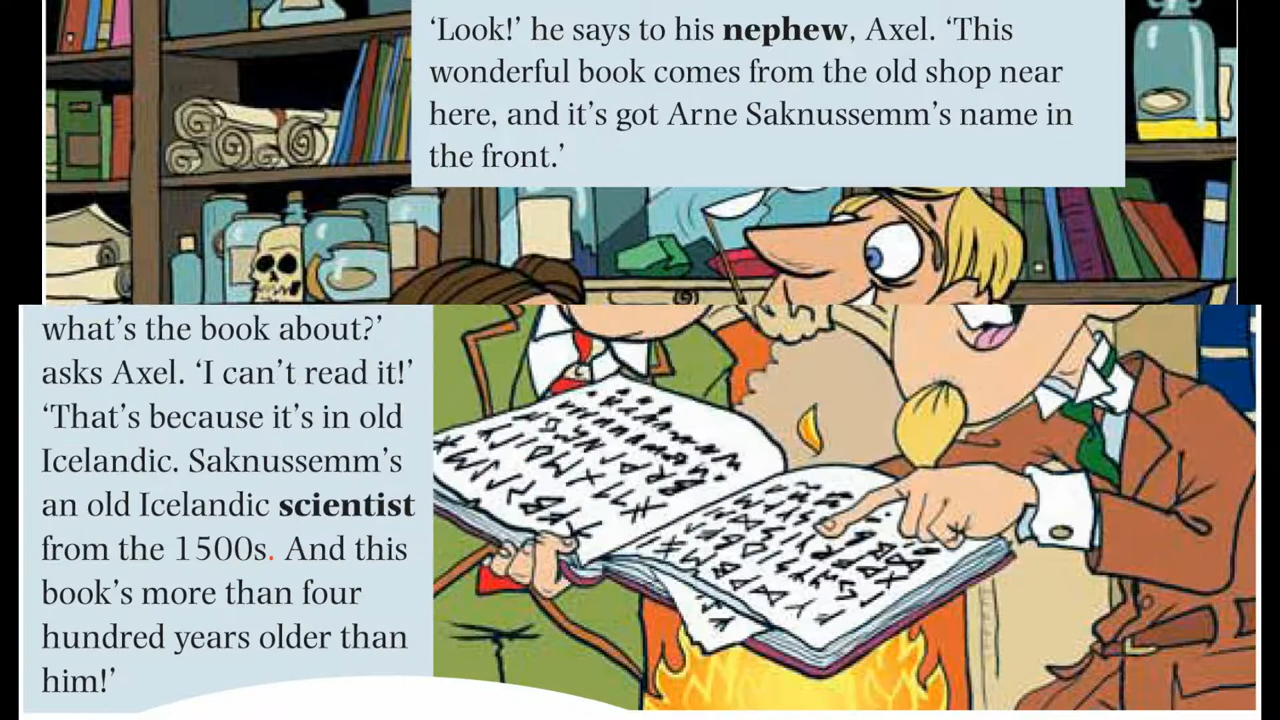 ‘Look!’ he says to his nephew, Axel. ‘This
wonderful book comes from the old shop near
here, and it’s got Arne Saknussemm’s name in
the front.’
what’s the book about?’
asks Axel. ‘I can’t read it!’
‘That’s because it’s in old
Icelandic. Saknussemm’s
an old Icelandic scientist
from the 1500s. And this
book’s more than four
hundred years older than
him!’